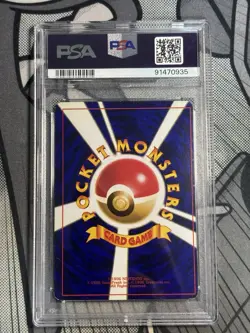 PSA
PSA
91470935
POCKET MONSTERS
CARD GAME